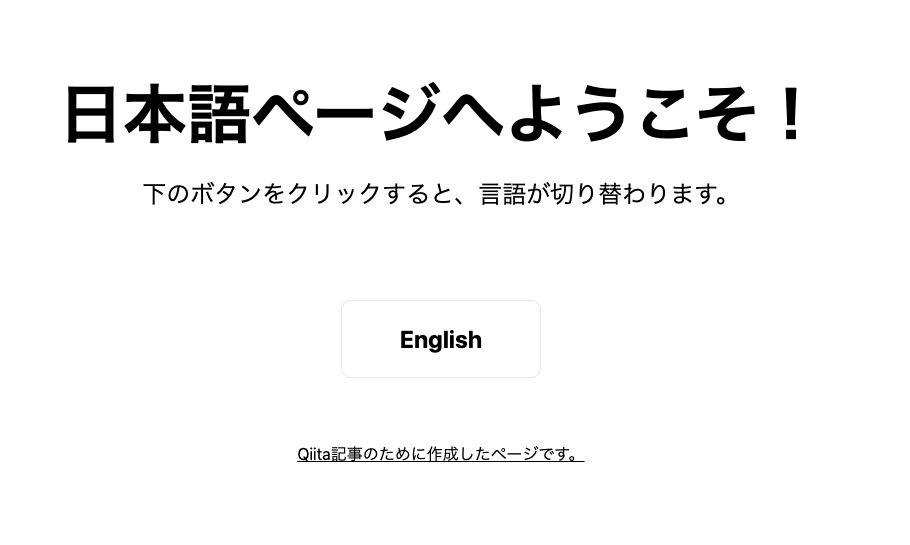 日本語ページへようこそ！
下のボタンをクリックすると、言語が切り替わります。
English
Qiita記事のために作成したページです。